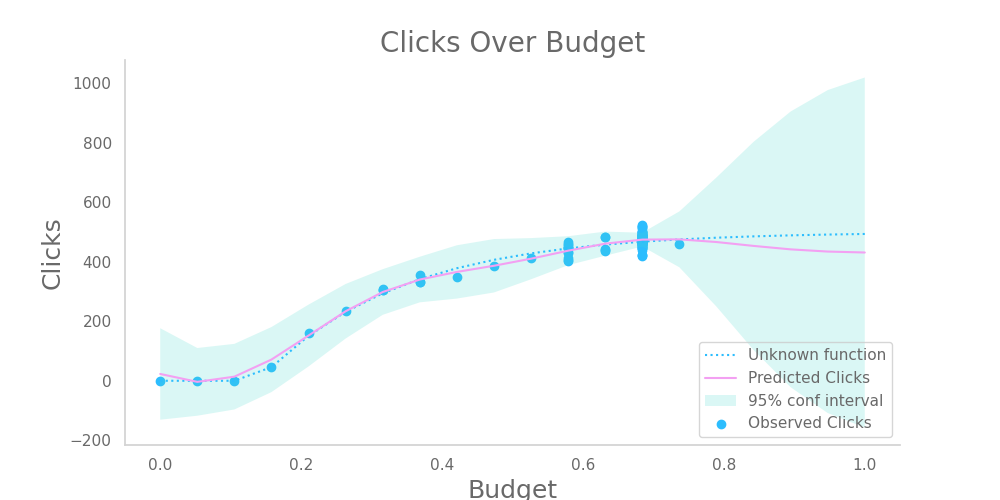 Clicks Over Budget
Clicks
1000
800
600
400
200
0
−200
0.0 0.2 0.4 0.6 0.8 1.0
Budget
Unknown function
Predicted Clicks
95% conf interval
Observed Clicks